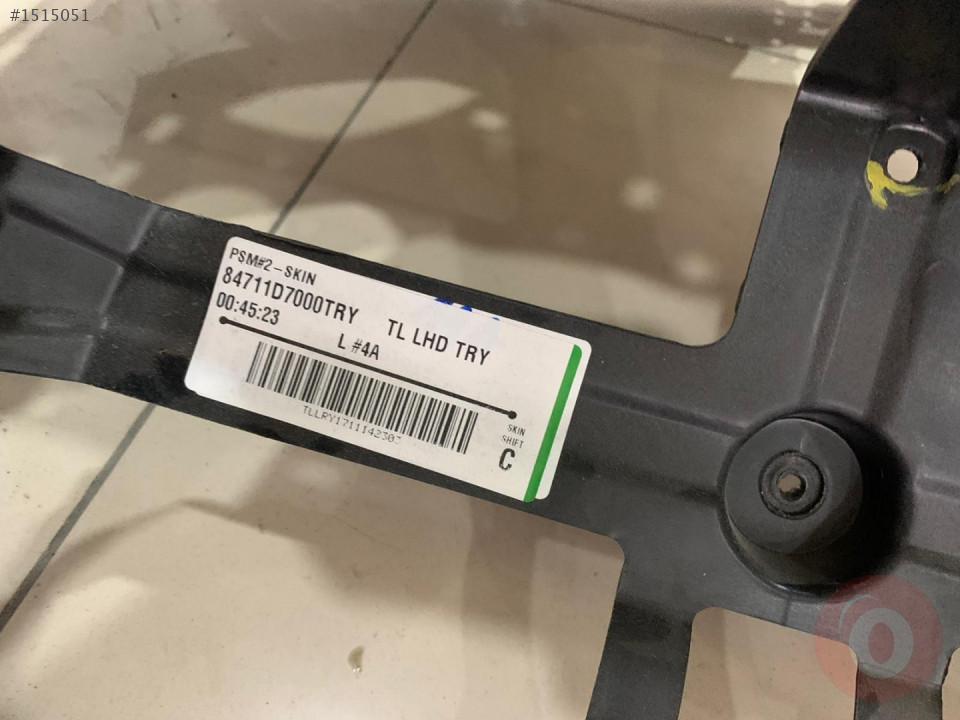 #1515051
PSM#2-SKIN
84711D7000TRY TL LHD TRY
00:45:23
L #4A
SKIN
SHIFT
C